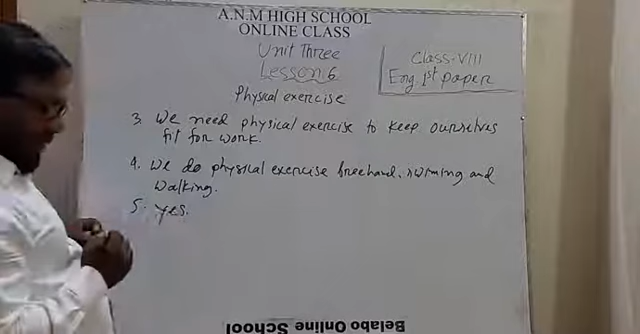 A.N.M HIGH SCHOOL
ONLINE CLASS
Unit Three
Lesson 6
Class-VIII
Eng 1st paper
Physical exercise
3. We need physical exercise to keep ourselves
fit for work.
4. We do physical exercise freehand, swiming and
walking.
5. yes.
Belabo Online School